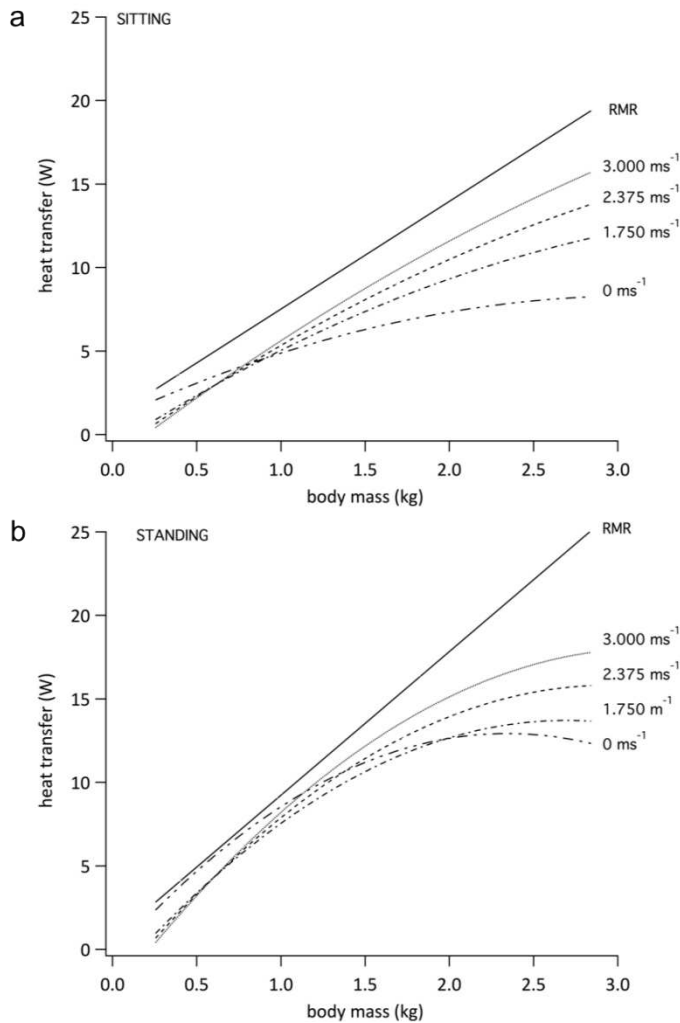 a
SITTING
25
20
15
10
5
0
heat transfer (W)
RMR
3.000 ms⁻¹
2.375 ms⁻¹
1.750 ms⁻¹
0 ms⁻¹
0.0 0.5 1.0 1.5 2.0 2.5 3.0
body mass (kg)
b
STANDING
25
20
15
10
5
0
heat transfer (W)
RMR
3.000 ms⁻¹
2.375 ms⁻¹
1.750 m⁻¹
0 ms⁻¹
0.0 0.5 1.0 1.5 2.0 2.5 3.0
body mass (kg)